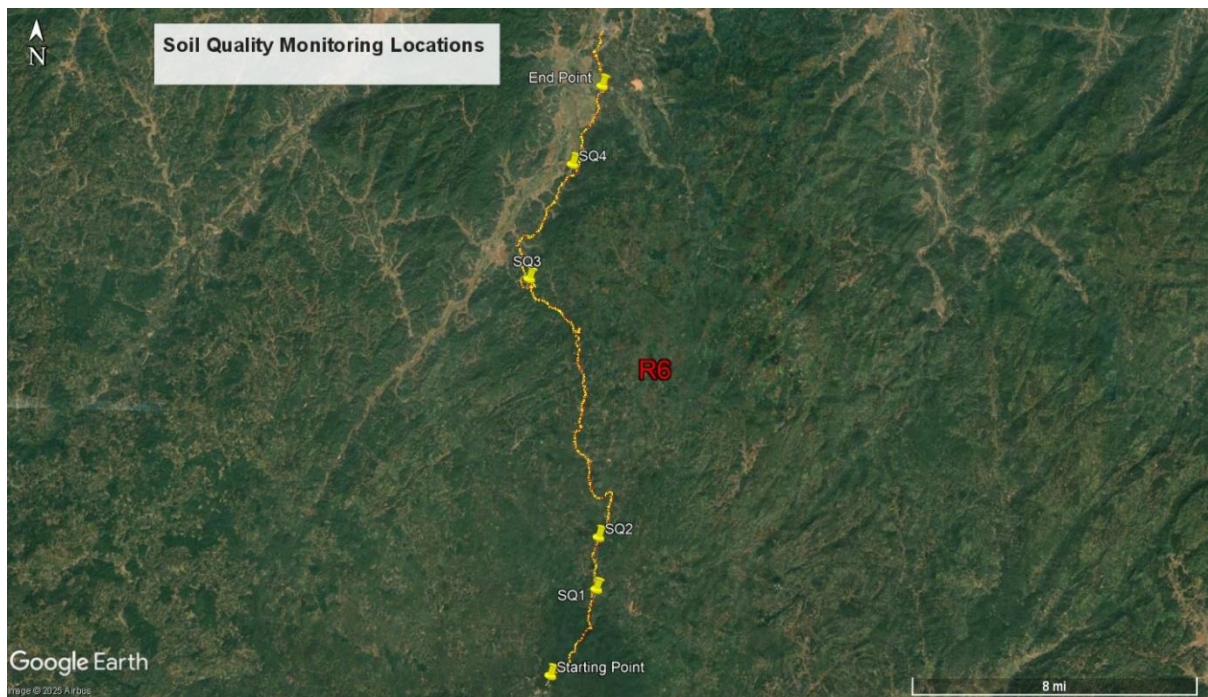 N
Soil Quality Monitoring Locations
End Point
SQ4
SQ3
R6
SQ2
SQ1
Starting Point
Google Earth
Image © 2025 Airbus
8 mi